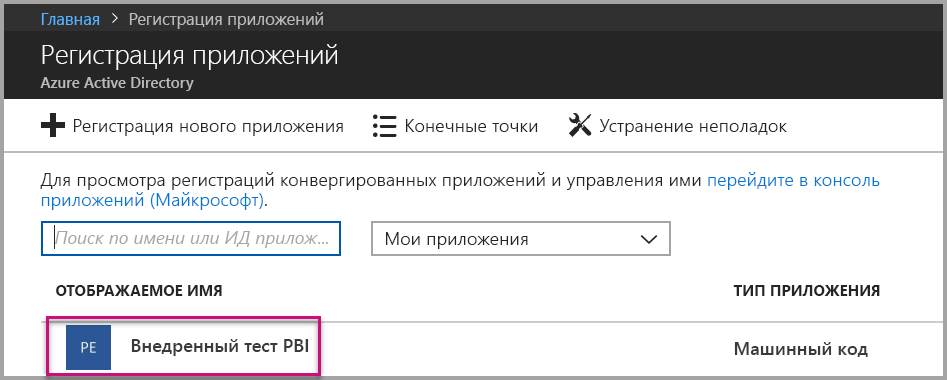 Главная > Регистрация приложений
Регистрация приложений
Azure Active Directory
Регистрация нового приложения Конечные точки Устранение неполадок
Для просмотра регистраций конвергированных приложений и управления ими перейдите в консоль
приложений (Майкрософт).
Поиск по имени или ИД прилож... Мои приложения
ОТОБРАЖАЕМОЕ ИМЯ ТИП ПРИЛОЖЕНИЯ
PE Внедренный тест PBI Машинный код